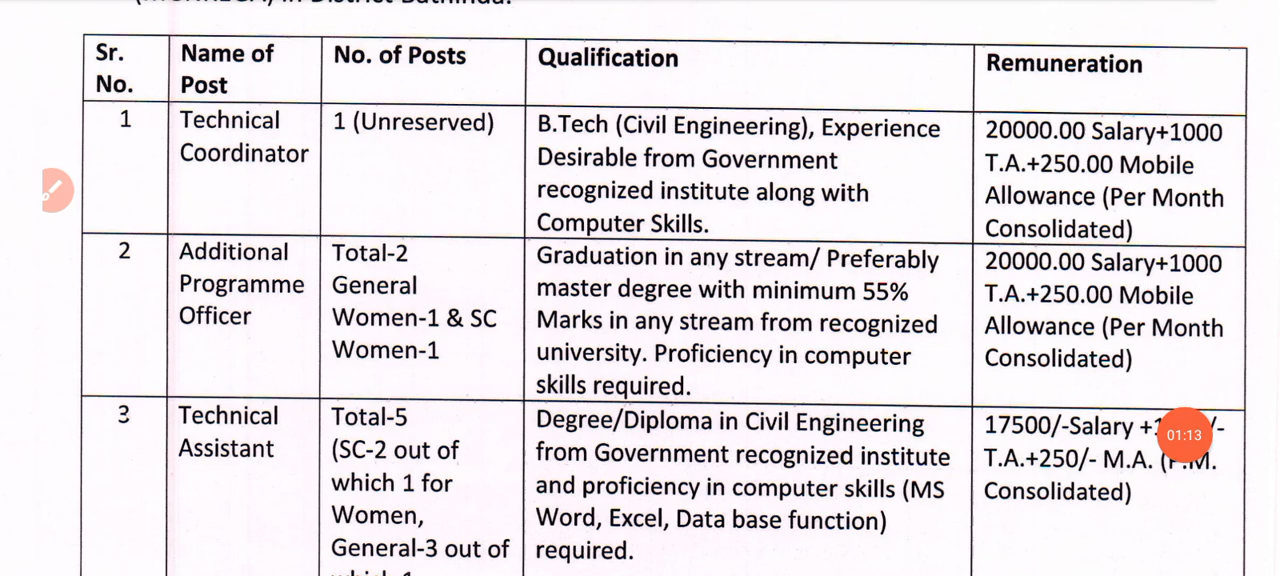 in District Bathinda.
Sr.
No.
Name of
Post
No. of Posts
Qualification
Remuneration
1
Technical
Coordinator
1 (Unreserved)
B.Tech (Civil Engineering), Experience
Desirable from Government
recognized institute along with
Computer Skills.
20000.00 Salary+1000
T.A.+250.00 Mobile
Allowance (Per Month
Consolidated)
2
Additional
Programme
Officer
Total-2
General
Women-1 & SC
Women-1
Graduation in any stream/ Preferably
master degree with minimum 55%
Marks in any stream from recognized
university. Proficiency in computer
skills required.
20000.00 Salary+1000
T.A.+250.00 Mobile
Allowance (Per Month
Consolidated)
3
Technical
Assistant
Total-5
(SC-2 out of
which 1 for
Women,
General-3 out of
Degree/Diploma in Civil Engineering
from Government recognized institute
and proficiency in computer skills (MS
Word, Excel, Data base function)
required.
17500/-Salary
T.A.+250/- M.A.
Consolidated)
01:13